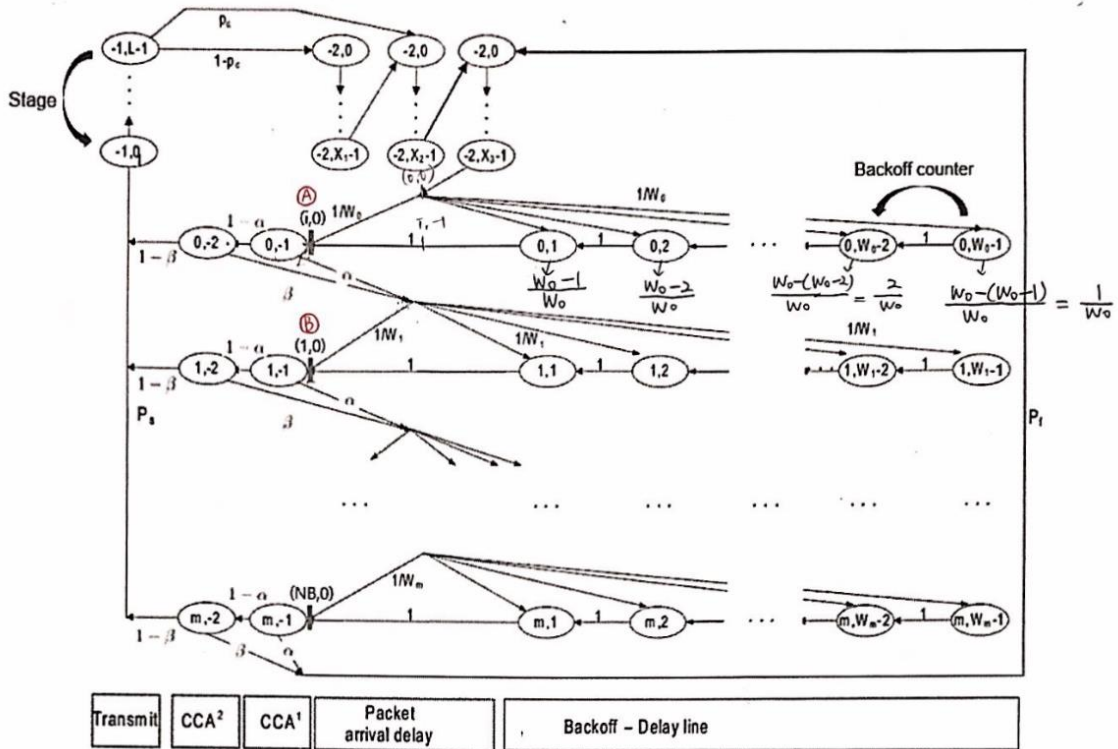 p_c
-1,L-1
-2,0
-2,0
-2,0
1-p_c
Stage
-1,0
-2,X₁-1
-2,X₂-1
-2,X₃-1
(0,0)
Backoff counter
Ⓐ
(i,0)
1/W₀
1/W₀
i,-1
1-α
0,-2
0,-1
1
0,1
1
0,2
...
0,W₀-2
1
0,W₀-1
1-β
α
β
W₀-1/W₀
W₀-2/W₀
W₀-(W₀-2)/W₀ = 2/W₀
W₀-(W₀-1)/W₀ = 1/W₀
Ⓑ
(1,0)
1/W₁
1/W₁
1/W₁
1-α
1,-2
1,-1
1
1,1
1
1,2
...
1,W₁-2
1
1,W₁-1
1-β
α
β
P_s
P_f
... ... ... ... ... ...
(NB,0)
1/W_m
1-α
m,-2
m,-1
1
m,1
1
m,2
...
m,W_m-2
1
m,W_m-1
1-β
β
α
Transmit
CCA²
CCA¹
Packet
arrival delay
Backoff – Delay line